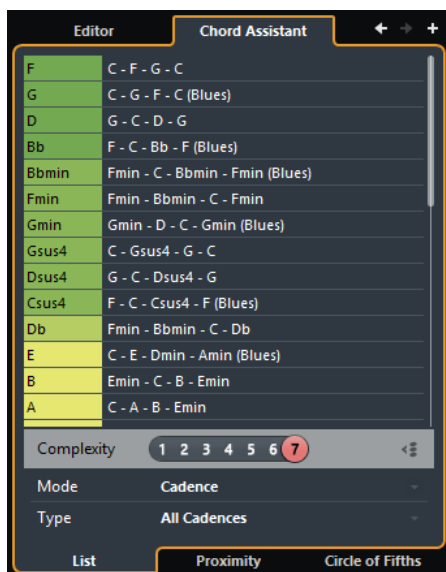 Editor Chord Assistant
F C - F - G - C
G C - G - F - C (Blues)
D G - C - D - G
Bb F - C - Bb - F (Blues)
Bbmin Fmin - C - Bbmin - Fmin (Blues)
Fmin Fmin - Bbmin - C - Fmin
Gmin Gmin - D - C - Gmin (Blues)
Gsus4 C - Gsus4 - G - C
Dsus4 G - C - Dsus4 - G
Csus4 F - C - Csus4 - F (Blues)
Db Fmin - Bbmin - C - Db
E C - E - Dmin - Amin (Blues)
B Emin - C - B - Emin
A C - A - B - Emin
Complexity 1 2 3 4 5 6 7
Mode Cadence
Type All Cadences
List Proximity Circle of Fifths